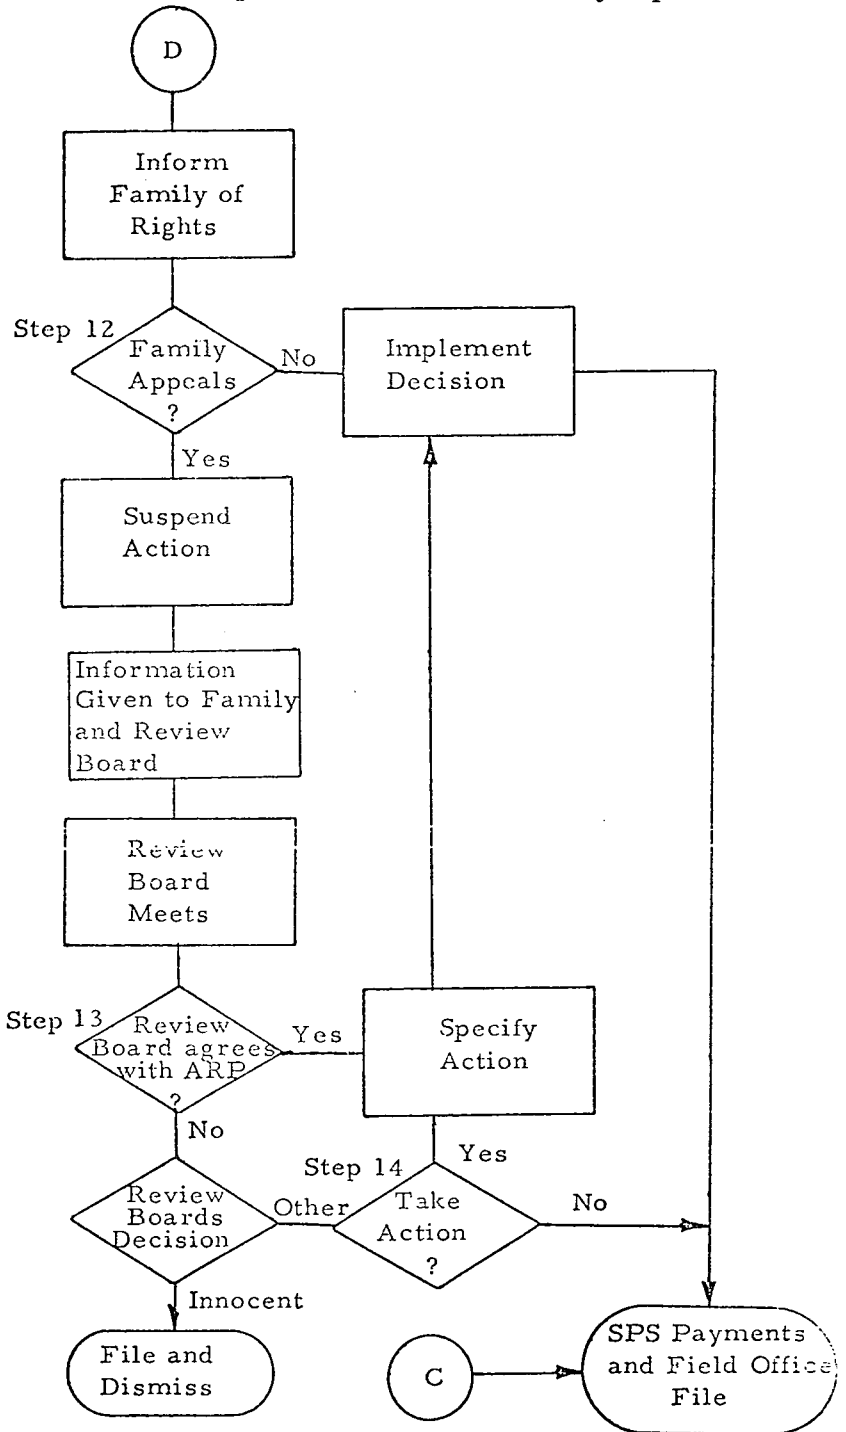 D
Inform
Family of
Rights
Step 12
Family
Appeals
?
No
Implement
Decision
Yes
Suspend
Action
Information
Given to Family
and Review
Board
Review
Board
Meets
Step 13
Review
Board agrees
with ARP
?
Yes
Specify
Action
No
Yes
Step 14
Review
Boards
Decision
Other
Take
Action
?
No
Innocent
File and
Dismiss
C
SPS Payments
and Field Office
File